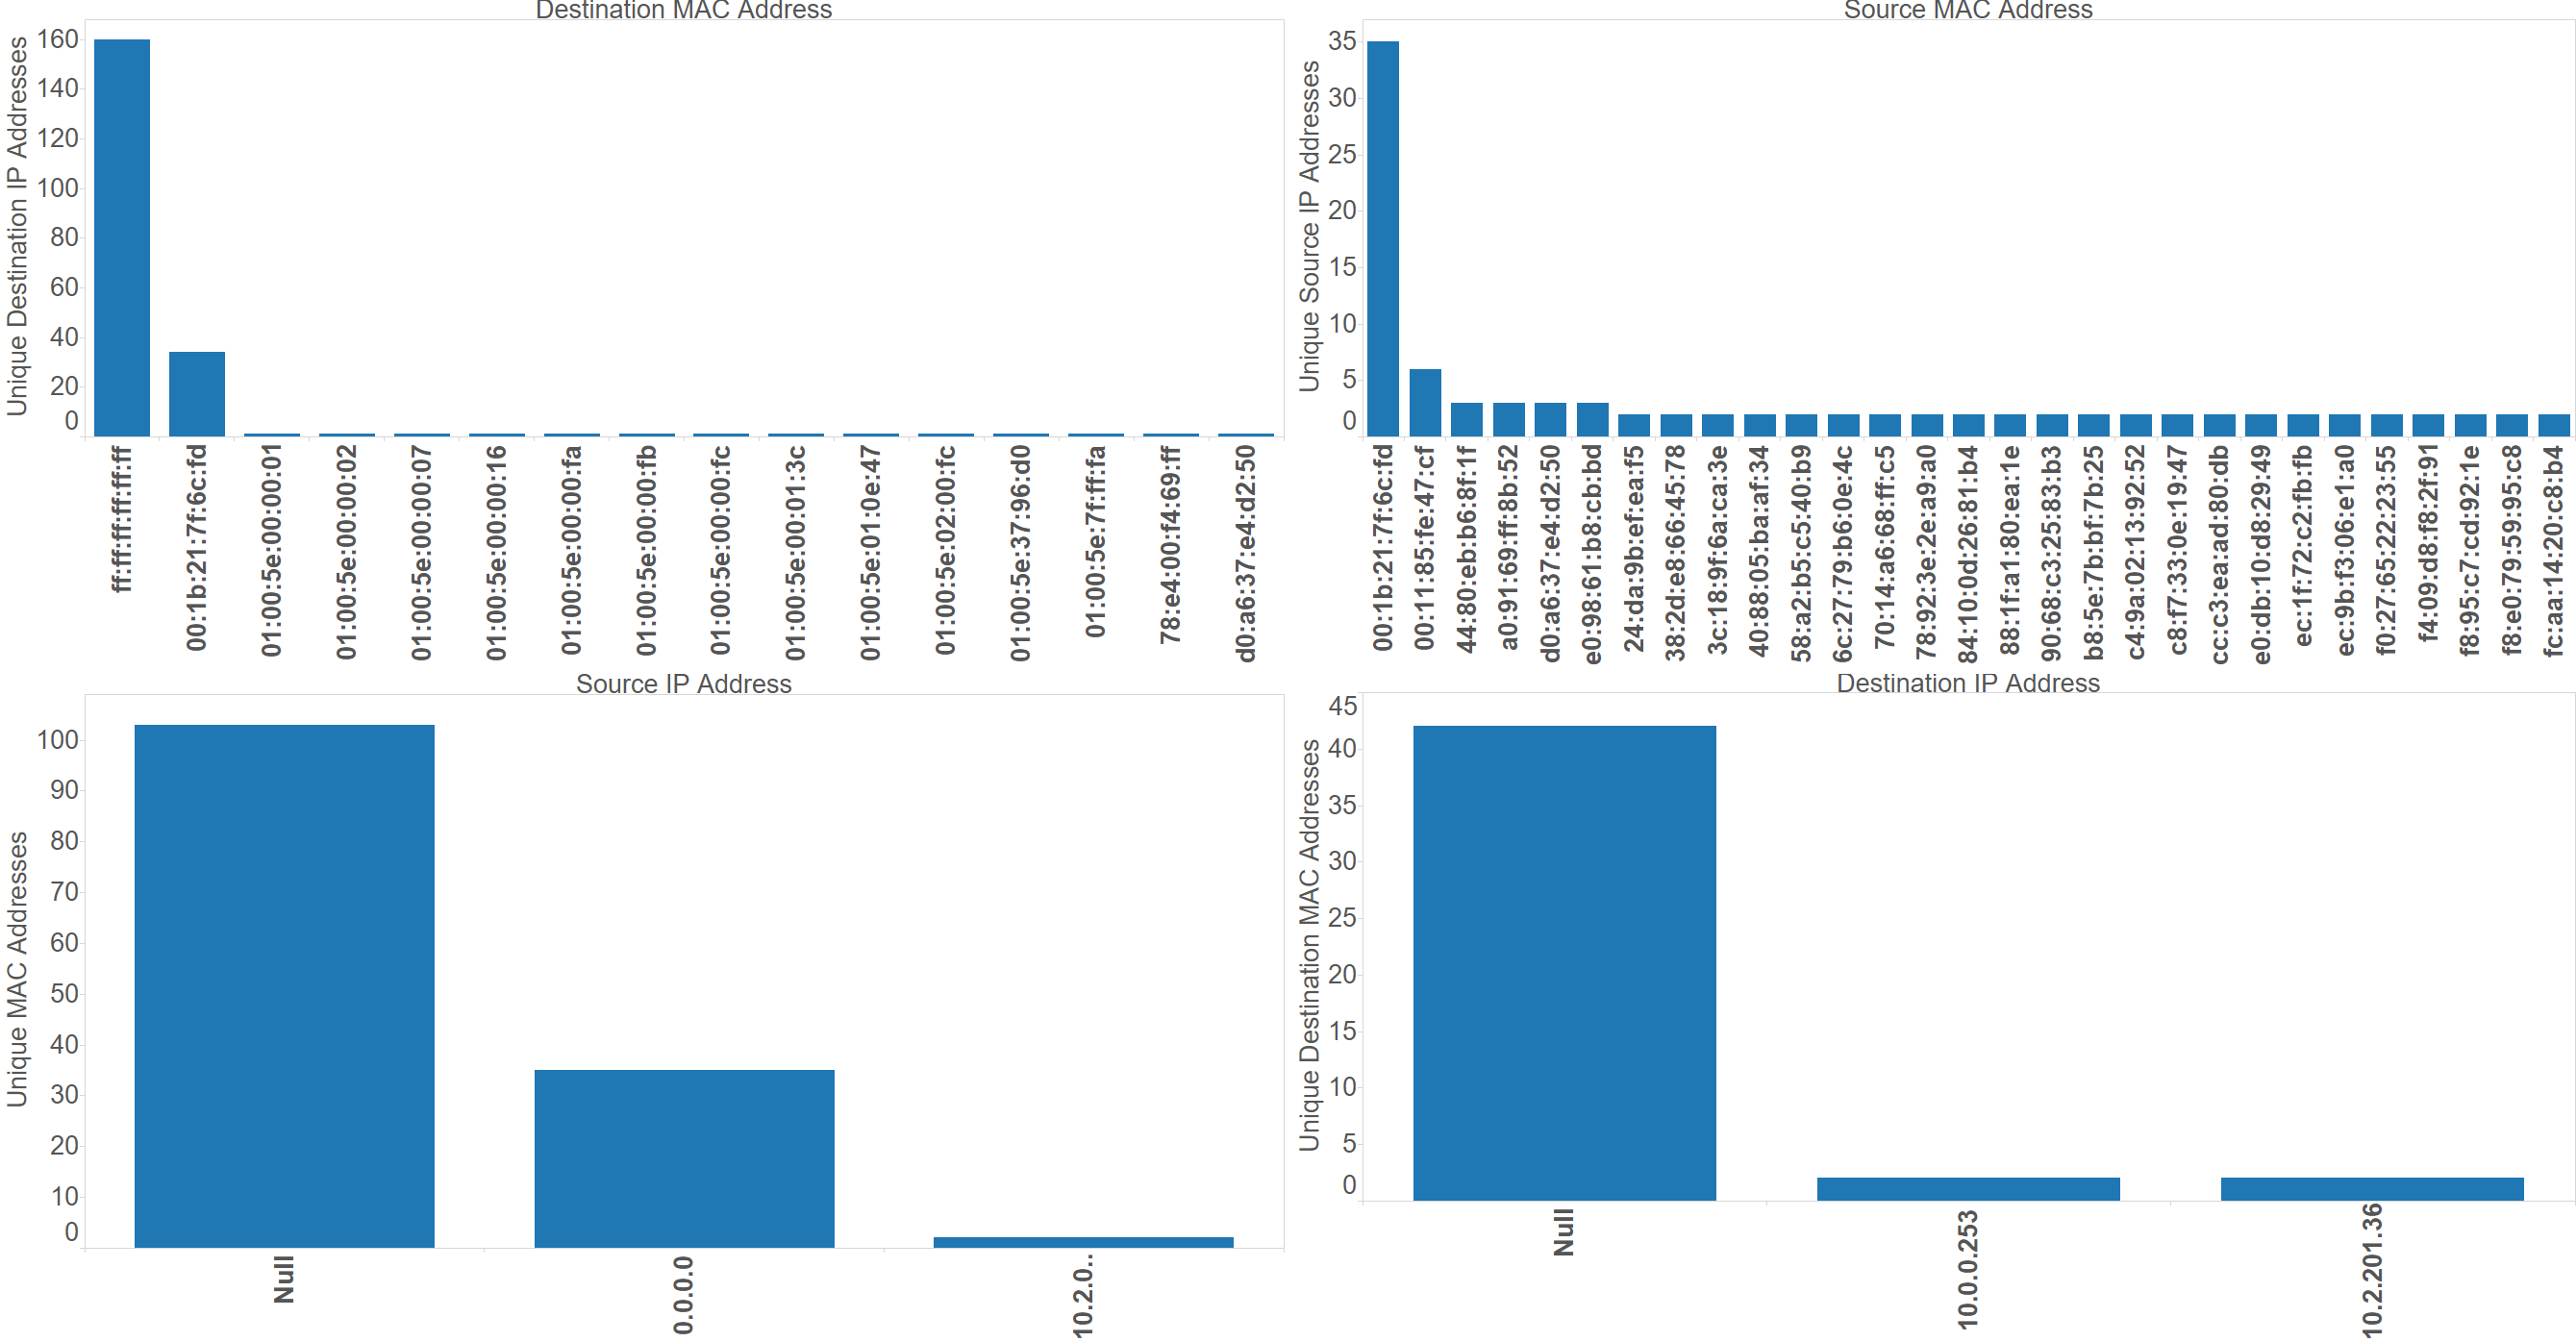 Destination MAC Address
Unique Destination IP Addresses
160
140
120
100
80
60
40
20
0
ff:ff:ff:ff:ff:ff
00:1b:21:7f:6c:fd
01:00:5e:00:00:01
01:00:5e:00:00:02
01:00:5e:00:00:07
01:00:5e:00:00:16
01:00:5e:00:00:fa
01:00:5e:00:00:fb
01:00:5e:00:00:fc
01:00:5e:00:01:3c
01:00:5e:01:0e:47
01:00:5e:02:00:fc
01:00:5e:37:96:d0
01:00:5e:7f:ff:fa
78:e4:00:f4:69:ff
d0:a6:37:e4:d2:50
Source MAC Address
Unique Source IP Addresses
35
30
25
20
15
10
5
0
00:1b:21:7f:6c:fd
00:11:85:fe:47:cf
44:80:eb:b6:8f:1f
a0:91:69:ff:8b:52
d0:a6:37:e4:d2:50
e0:98:61:b8:cb:bd
24:da:9b:ef:ea:f5
38:2d:e8:66:45:78
3c:18:9f:6a:ca:3e
40:88:05:ba:af:34
58:a2:b5:c5:40:b9
6c:27:79:b6:0e:4c
70:14:a6:68:ff:c5
78:92:3e:2e:a9:a0
84:10:0d:26:81:b4
88:1f:a1:80:ea:1e
90:68:c3:25:83:b3
b8:5e:7b:bf:7b:25
c4:9a:02:13:92:52
c8:f7:33:0e:19:47
cc:c3:ea:ad:80:db
e0:db:10:d8:29:49
ec:1f:72:c2:fb:fb
ec:9b:f3:06:e1:a0
f0:27:65:22:23:55
f4:09:d8:f8:2f:91
f8:95:c7:cd:92:1e
f8:e0:79:59:95:c8
fc:aa:14:20:c8:b4
Source IP Address
Unique MAC Addresses
100
90
80
70
60
50
40
30
20
10
0
Null
0.0.0.0
10.2.0..
Destination IP Address
Unique Destination MAC Addresses
45
40
35
30
25
20
15
10
5
0
Null
10.0.0.253
10.2.201.36